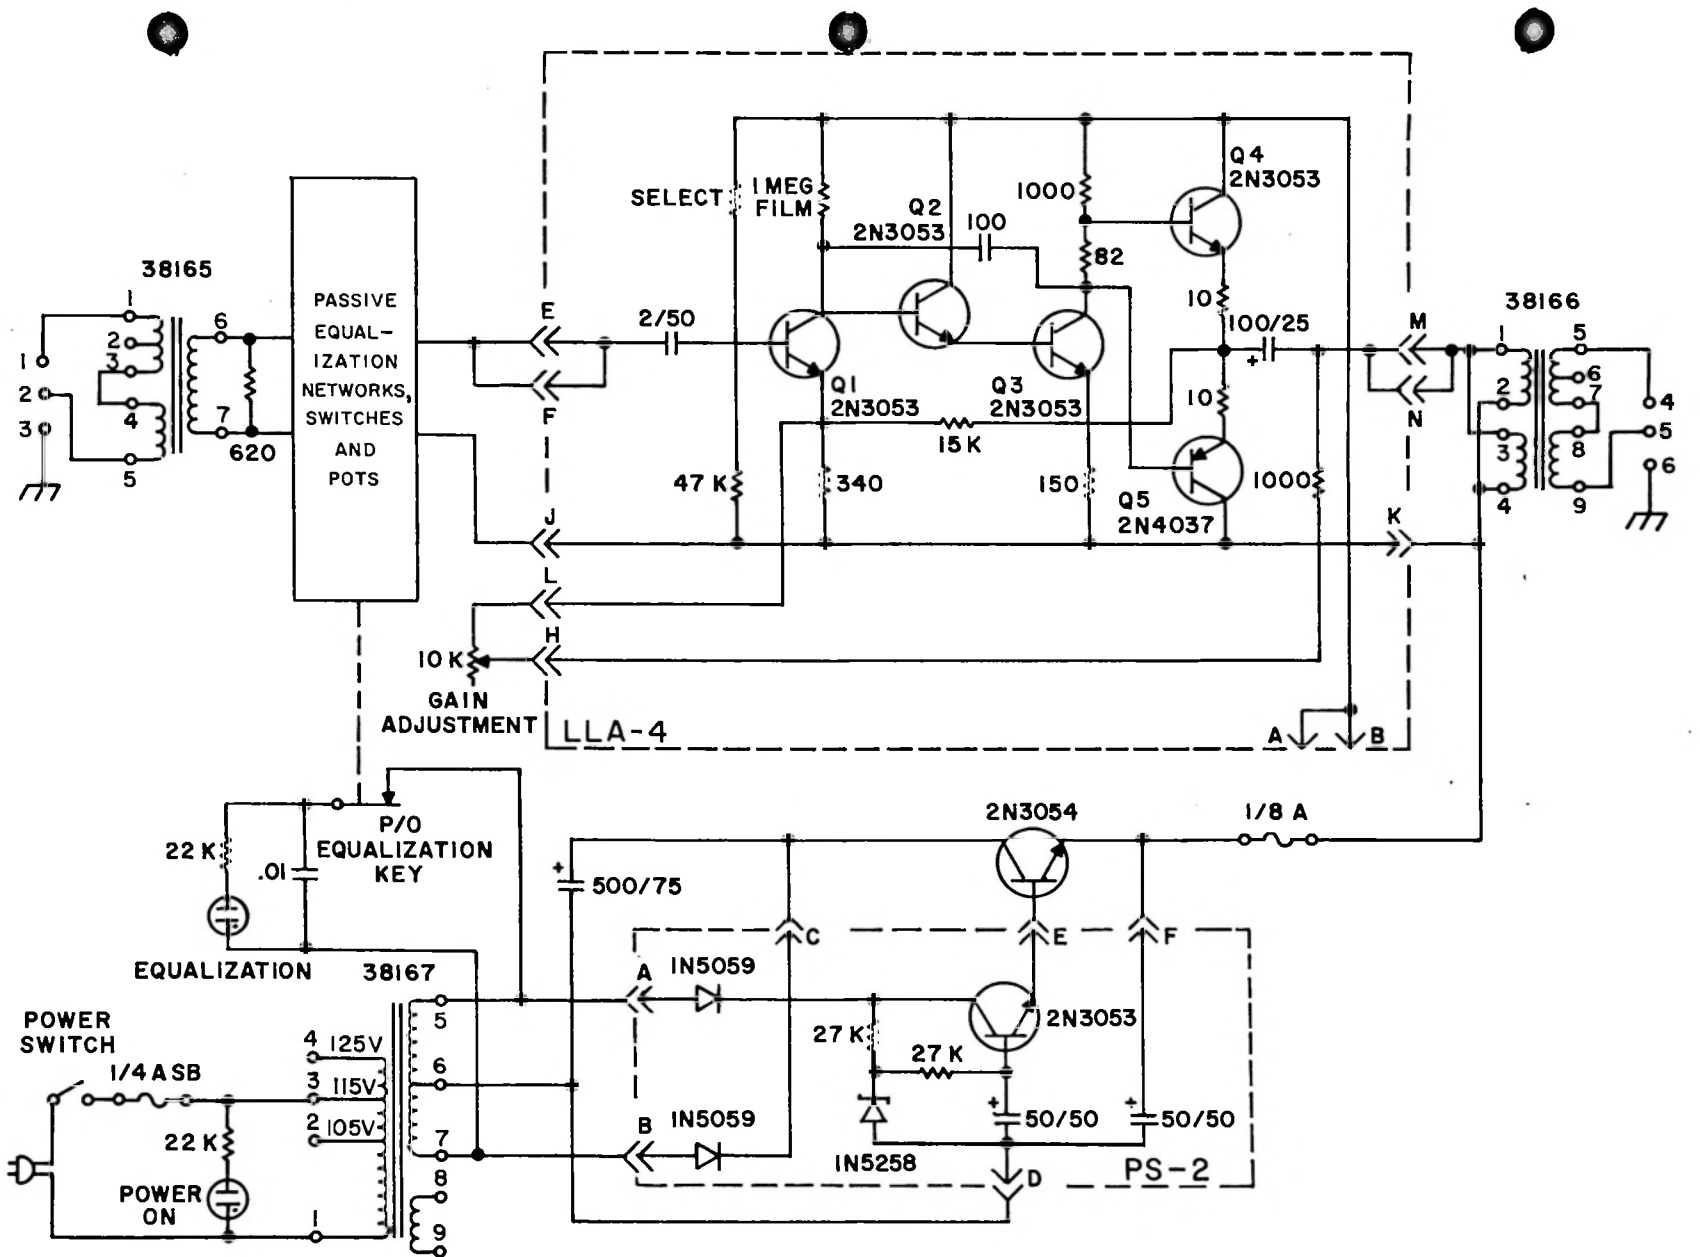 38165
1
2
3
4
5
6
7
620
1
2
3
PASSIVE
EQUAL-
IZATION
NETWORKS,
SWITCHES
AND
POTS
E
F
J
L
H
10 K
GAIN
ADJUSTMENT
LLA-4
2/50
SELECT
1 MEG
FILM
47 K
Q1
2N3053
340
Q2
2N3053
100
15 K
Q3
2N3053
150
1000
82
Q4
2N3053
10
100/25
+
10
Q5
2N4037
1000
M
N
K
A
B
38166
1
2
3
4
5
6
7
8
9
4
5
6
P/O
EQUALIZATION
KEY
22 K
.01
EQUALIZATION
+
500/75
2N3054
1/8 A
C
E
F
A
1N5059
2N3053
27 K
27 K
B
1N5059
1N5258
+
50/50
+
50/50
D
PS-2
38167
5
6
7
8
9
4
125V
3
115V
2
105V
1
POWER
SWITCH
1/4 A SB
22 K
POWER
ON